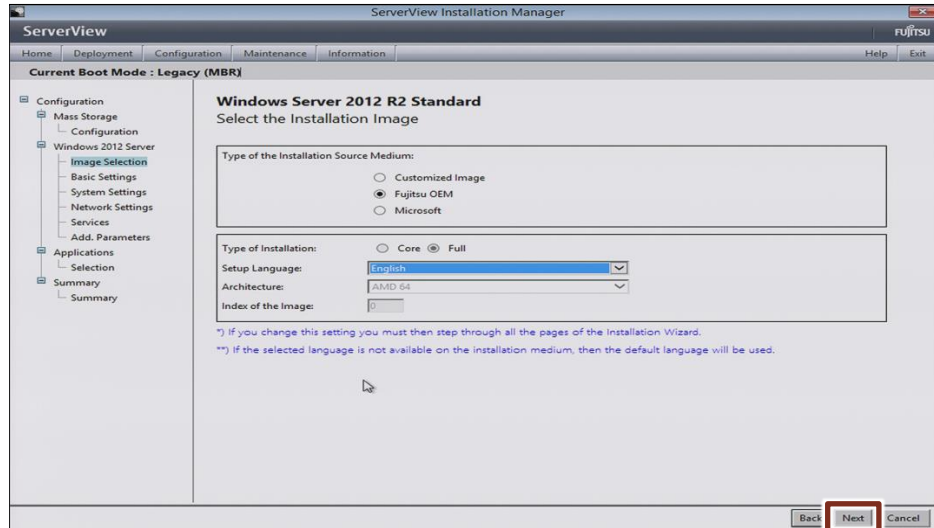 ServerView Installation Manager
ServerView
FUJITSU
Home Deployment Configuration Maintenance Information Help Exit
Current Boot Mode : Legacy (MBR)
Configuration
Mass Storage
Configuration
Windows 2012 Server
Image Selection
Basic Settings
System Settings
Network Settings
Services
Add. Parameters
Applications
Selection
Summary
Summary
Windows Server 2012 R2 Standard
Select the Installation Image
Type of the Installation Source Medium:
Customized Image
Fujitsu OEM
Microsoft
Type of Installation: Core Full
Setup Language: English
Architecture: AMD 64
Index of the Image: 0
*) If you change this setting you must then step through all the pages of the Installation Wizard.
**) If the selected language is not available on the installation medium, then the default language will be used.
Back Next Cancel